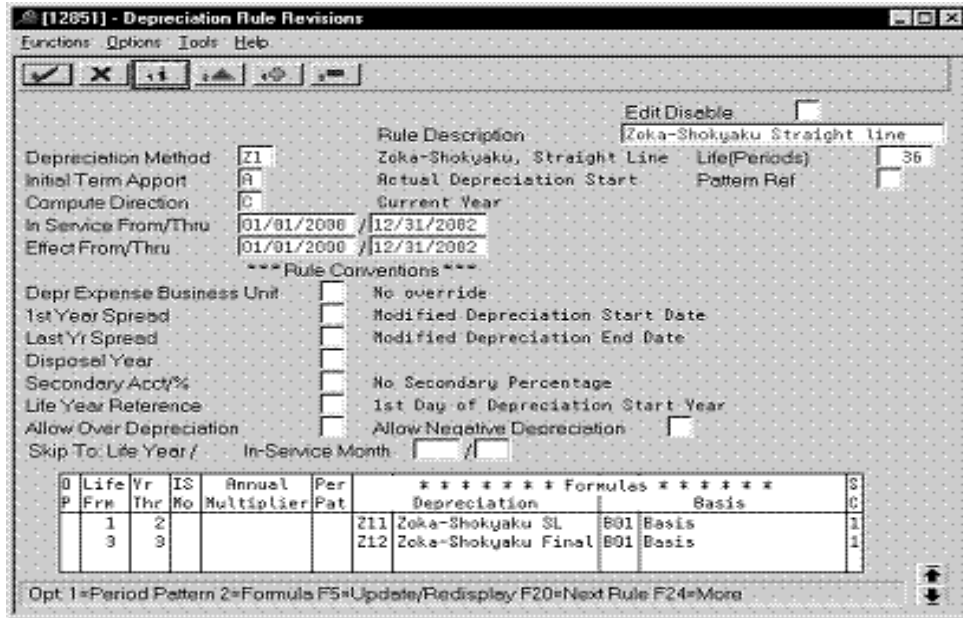 [12851] - Depreciation Rule Revisions
Functions Options Tools Help
Edit Disable
Rule Description Zoka-Shokyaku Straight line
Depreciation Method Z1 Zoka-Shokyaku, Straight Line Life(Periods) 36
Initial Term Apport A Actual Depreciation Start Pattern Ref
Compute Direction C Current Year
In Service From/Thru 01/01/2000 / 12/31/2002
Effect From/Thru 01/01/2000 / 12/31/2002
*** Rule Conventions ***
Depr Expense Business Unit No override
1st Year Spread Modified Depreciation Start Date
Last Yr Spread Modified Depreciation End Date
Disposal Year
Secondary Acct/% No Secondary Percentage
Life Year Reference 1st Day of Depreciation Start Year
Allow Over Depreciation Allow Negative Depreciation
Skip To: Life Year / In-Service Month /
O Life Yr IS Annual Per * * * * * * * Formulas * * * * * * S
P Frm Thr Mo Multiplier Pat Depreciation Basis C
1 2 Z11 Zoka-Shokyaku SL B01 Basis 1
3 3 Z12 Zoka-Shokyaku Final B01 Basis 1
Opt: 1=Period Pattern 2=Formula F5=Update/Redisplay F20=Next Rule F24=More